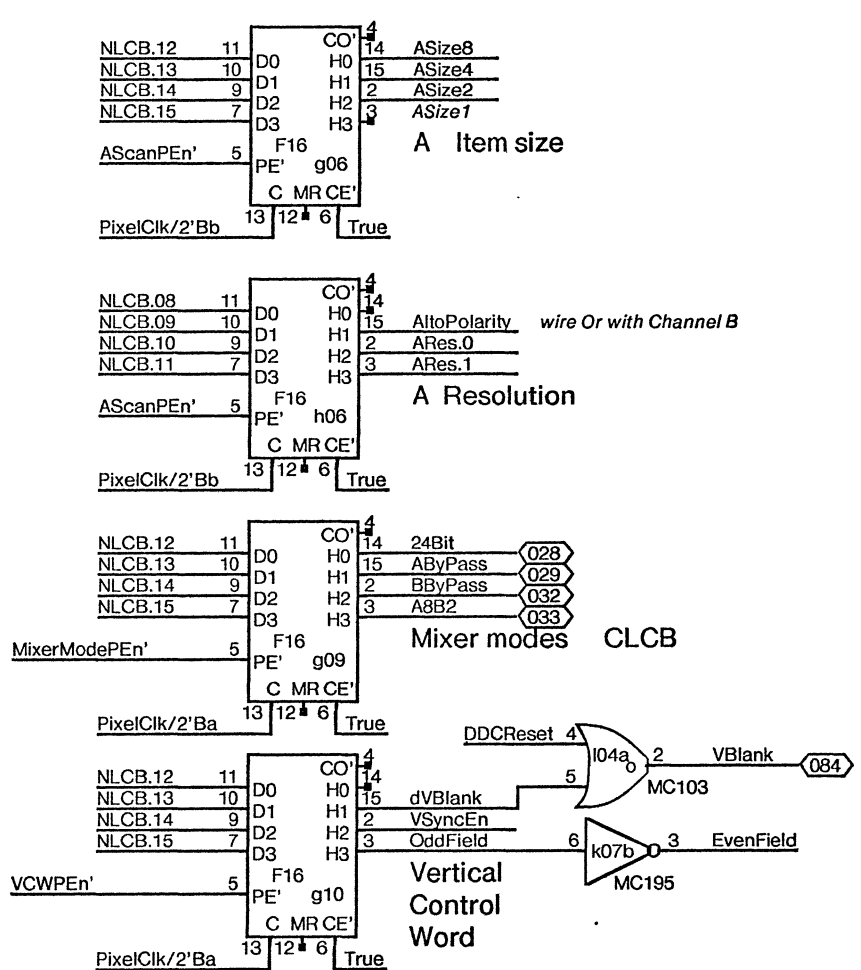 4
CO'
NLCB.12 11 D0 H0 14 ASize8
NLCB.13 10 D1 H1 15 ASize4
NLCB.14 9 D2 H2 2 ASize2
NLCB.15 7 D3 H3 3 ASize1
F16
A Item size
AScanPEn' 5 PE' g06
C MR CE'
13 12 6
PixelClk/2'Bb True
4
CO'
NLCB.08 11 D0 H0 14
NLCB.09 10 D1 H1 15 AltoPolarity wire Or with Channel B
NLCB.10 9 D2 H2 2 ARes.0
NLCB.11 7 D3 H3 3 ARes.1
F16
A Resolution
AScanPEn' 5 PE' h06
C MR CE'
13 12 6
PixelClk/2'Bb True
4
CO'
NLCB.12 11 D0 H0 14 24Bit 028
NLCB.13 10 D1 H1 15 AByPass 029
NLCB.14 9 D2 H2 2 BByPass 032
NLCB.15 7 D3 H3 3 A8B2 033
F16
Mixer modes CLCB
MixerModePEn' 5 PE' g09
C MR CE'
13 12 6
PixelClk/2'Ba True
DDCReset 4 l04a 2 VBlank 084
5 MC103
4
CO'
NLCB.12 11 D0 H0 14
NLCB.13 10 D1 H1 15 dVBlank
NLCB.14 9 D2 H2 2 VSyncEn
NLCB.15 7 D3 H3 3 OddField 6 k07b 3 EvenField
MC195
F16
Vertical
Control
Word
VCWPEn' 5 PE' g10
C MR CE'
13 12 6
PixelClk/2'Ba True